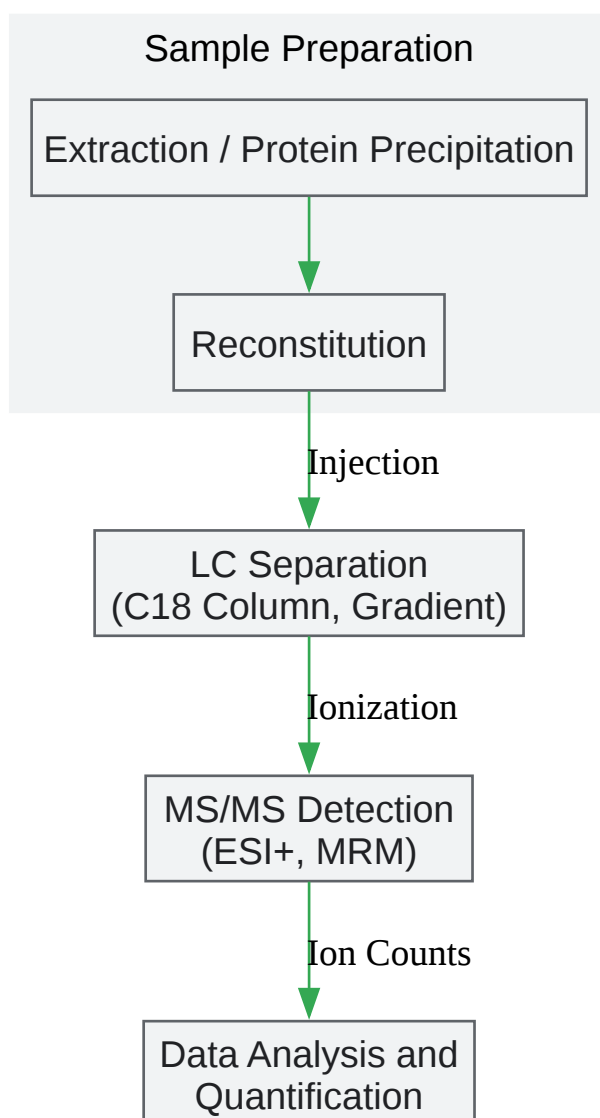 Sample Preparation
Extraction / Protein Precipitation
Reconstitution
Injection
LC Separation
(C18 Column, Gradient)
Ionization
MS/MS Detection
(ESI+, MRM)
Ion Counts
Data Analysis and
Quantification